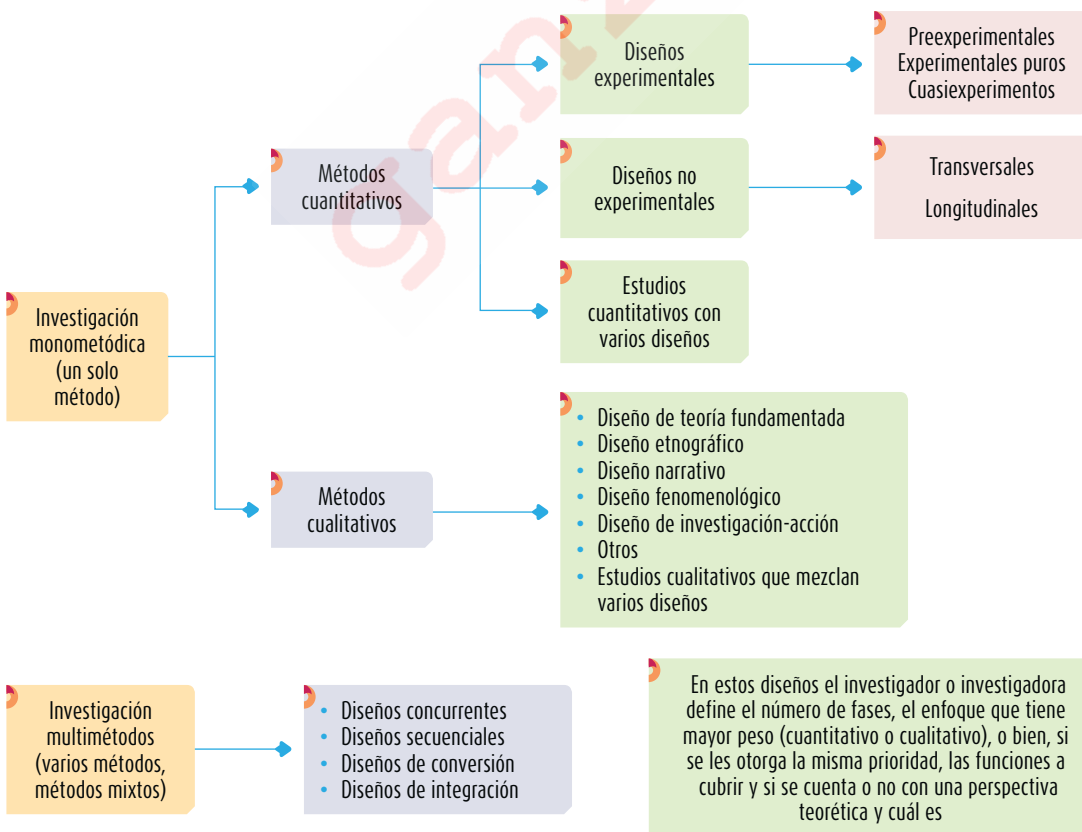 Diseños
experimentales
Preexperimentales
Experimentales puros
Cuasiexperimentos
Métodos
cuantitativos
Diseños no
experimentales
Transversales
Longitudinales
Estudios
cuantitativos con
varios diseños
Investigación
monometódica
(un solo
método)
Métodos
cualitativos
• Diseño de teoría fundamentada
• Diseño etnográfico
• Diseño narrativo
• Diseño fenomenológico
• Diseño de investigación-acción
• Otros
• Estudios cualitativos que mezclan
varios diseños
Investigación
multimétodos
(varios métodos,
métodos mixtos)
• Diseños concurrentes
• Diseños secuenciales
• Diseños de conversión
• Diseños de integración
En estos diseños el investigador o investigadora
define el número de fases, el enfoque que tiene
mayor peso (cuantitativo o cualitativo), o bien, si
se les otorga la misma prioridad, las funciones a
cubrir y si se cuenta o no con una perspectiva
teorética y cuál es